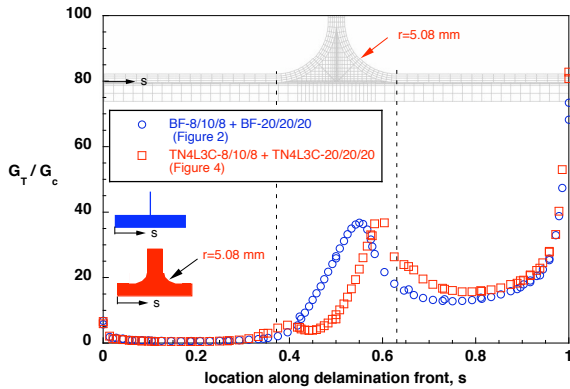 100
r=5.08 mm
80
s
BF-8/10/8 + BF-20/20/20
(Figure 2)
TN4L3C-8/10/8 + TN4L3C-20/20/20
(Figure 4)
60
G_T / G_c
40
s
r=5.08 mm
20
s
0
0 0.2 0.4 0.6 0.8 1
location along delamination front, s